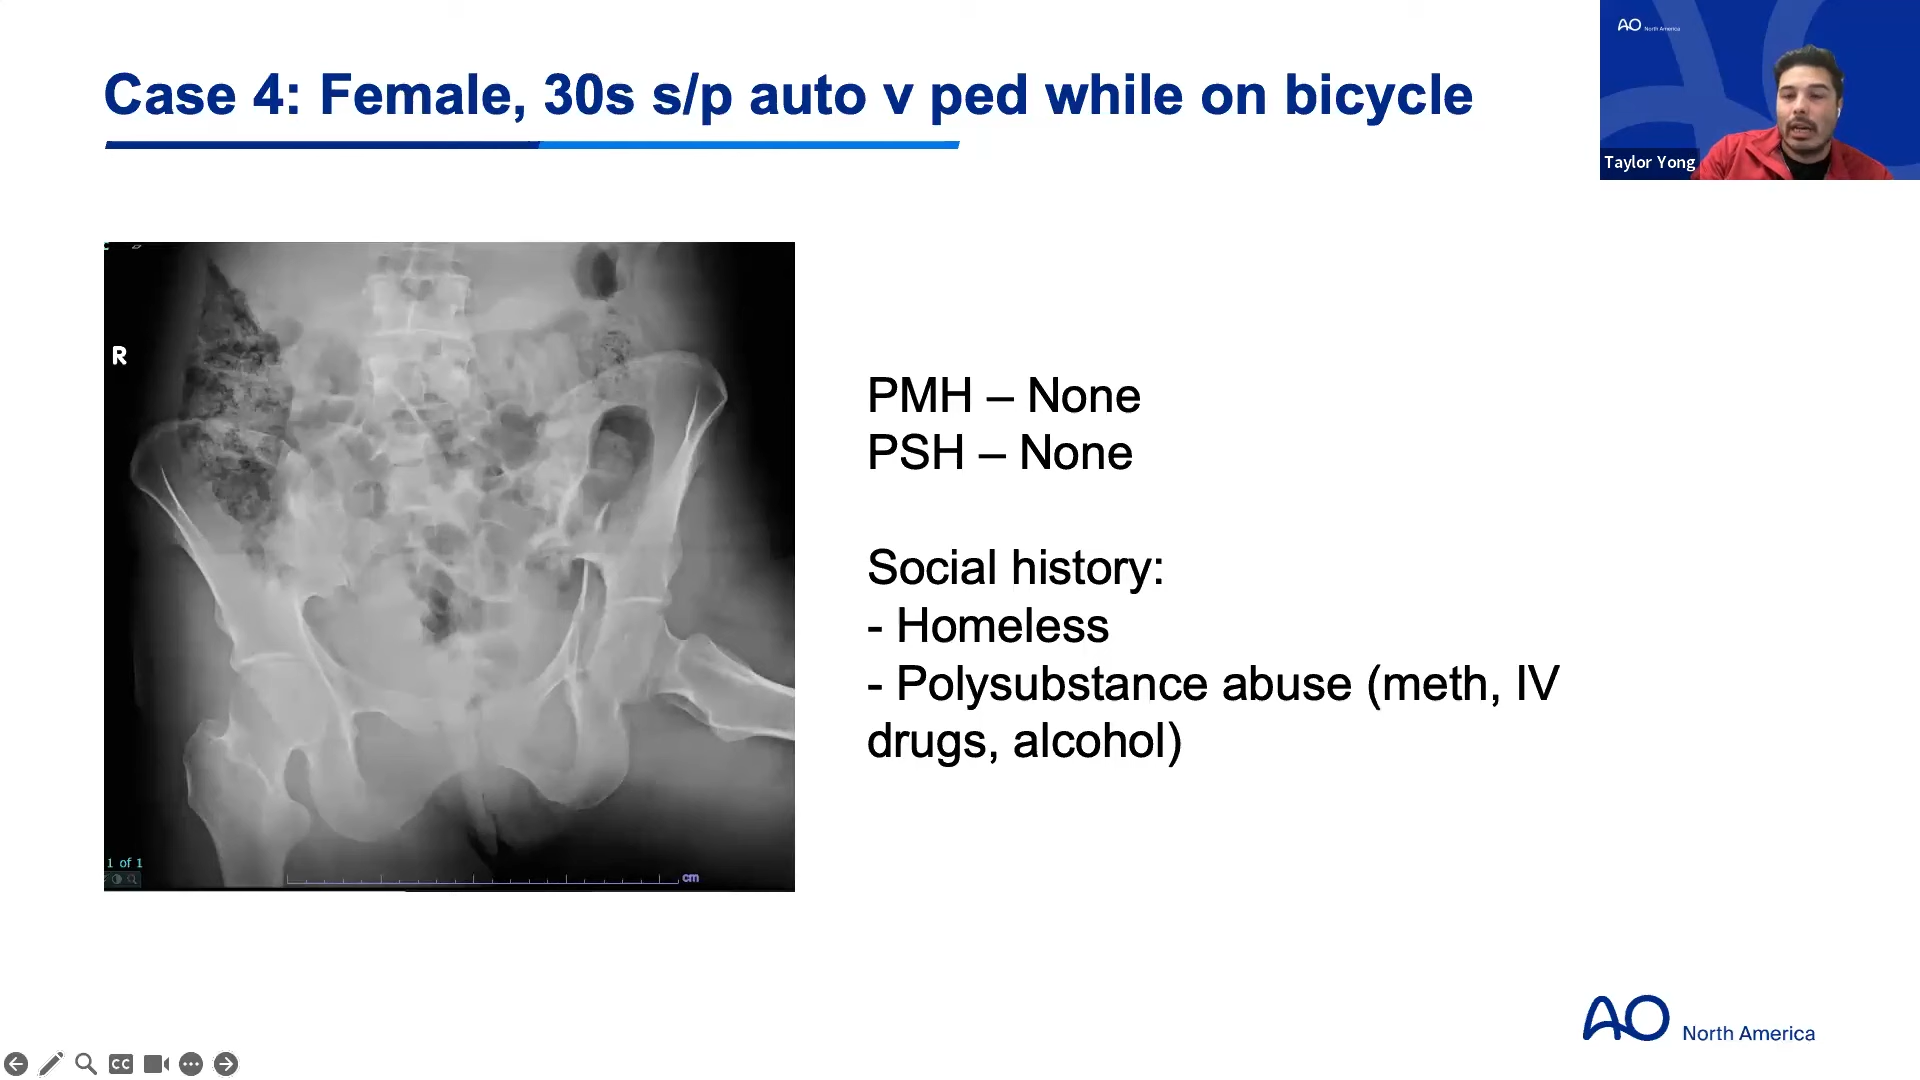 Case 4: Female, 30s s/p auto v ped while on bicycle
AO North America
Taylor Yong
R
PMH – None
PSH – None
Social history:
- Homeless
- Polysubstance abuse (meth, IV
drugs, alcohol)
1 of 1
cm
AO North America
CC